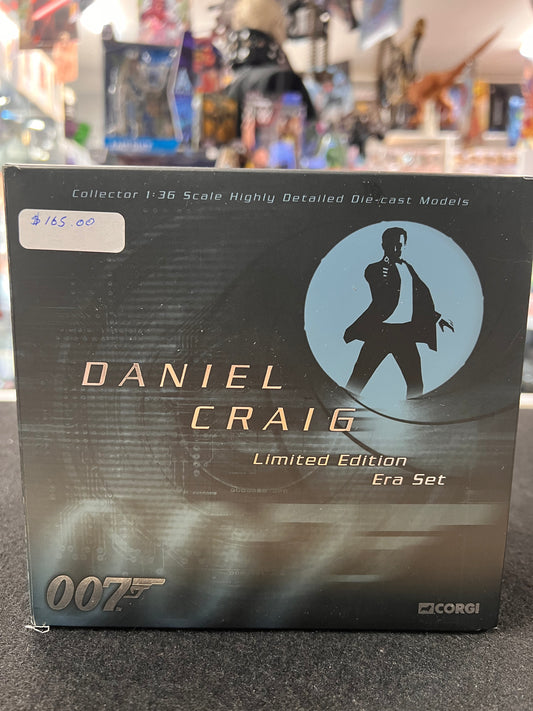 Collector 1:36 Scale Highly Detailed Die-cast Models
$165.00
DANIEL
CRAIG
Limited Edition
Era Set
007
CORGI